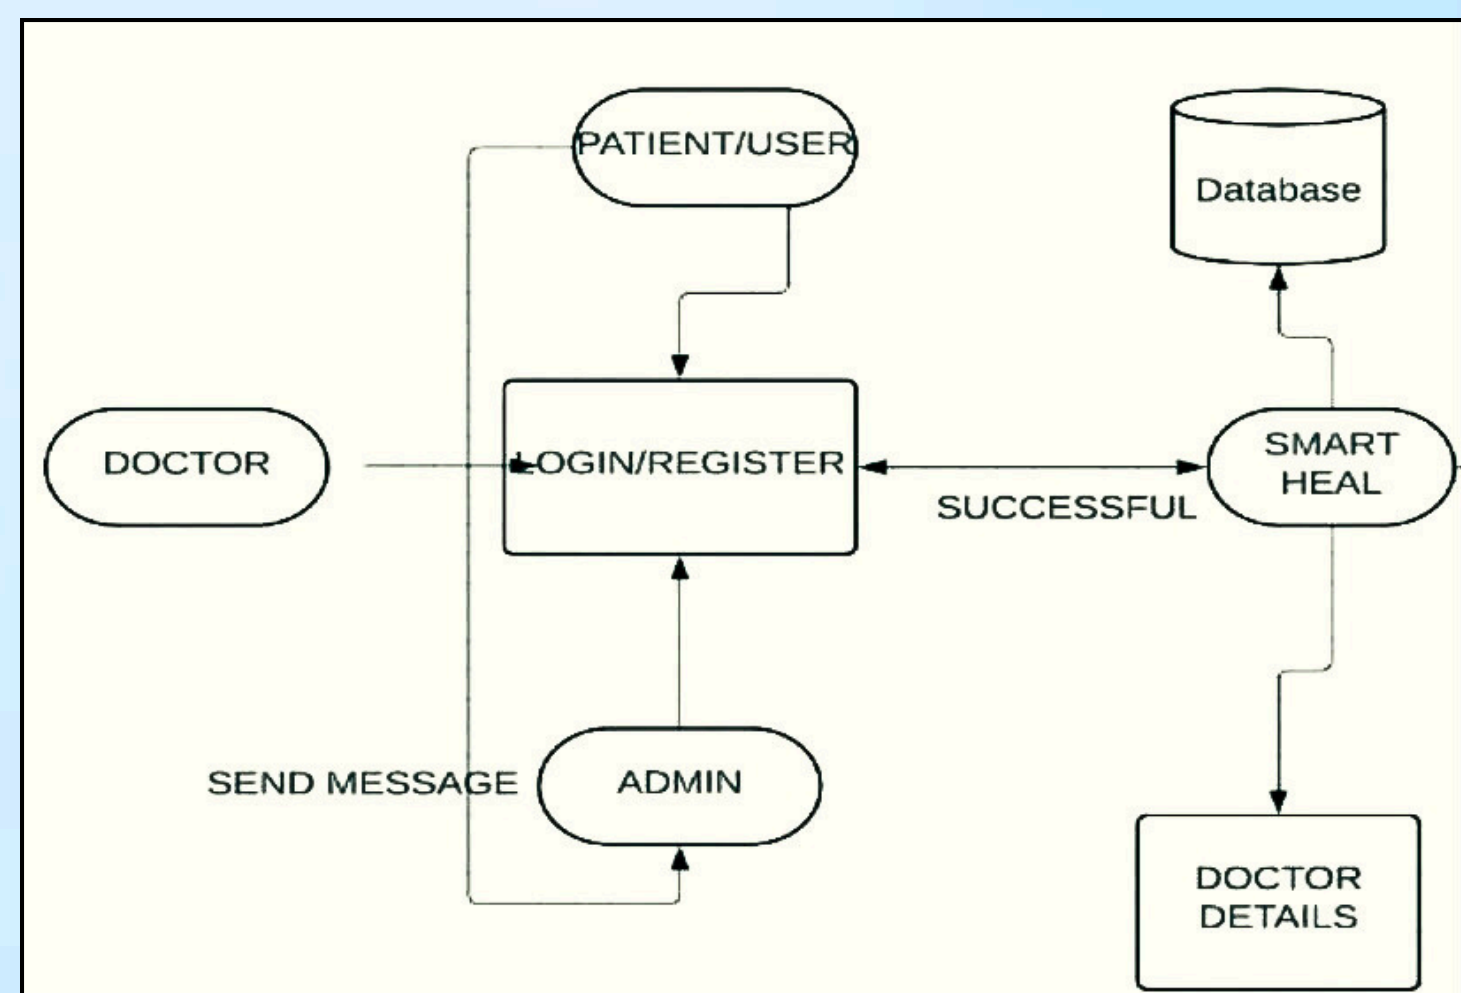 PATIENT/USER
Database
DOCTOR
LOGIN/REGISTER
SMART
HEAL
SUCCESSFUL
SEND MESSAGE
ADMIN
DOCTOR
DETAILS